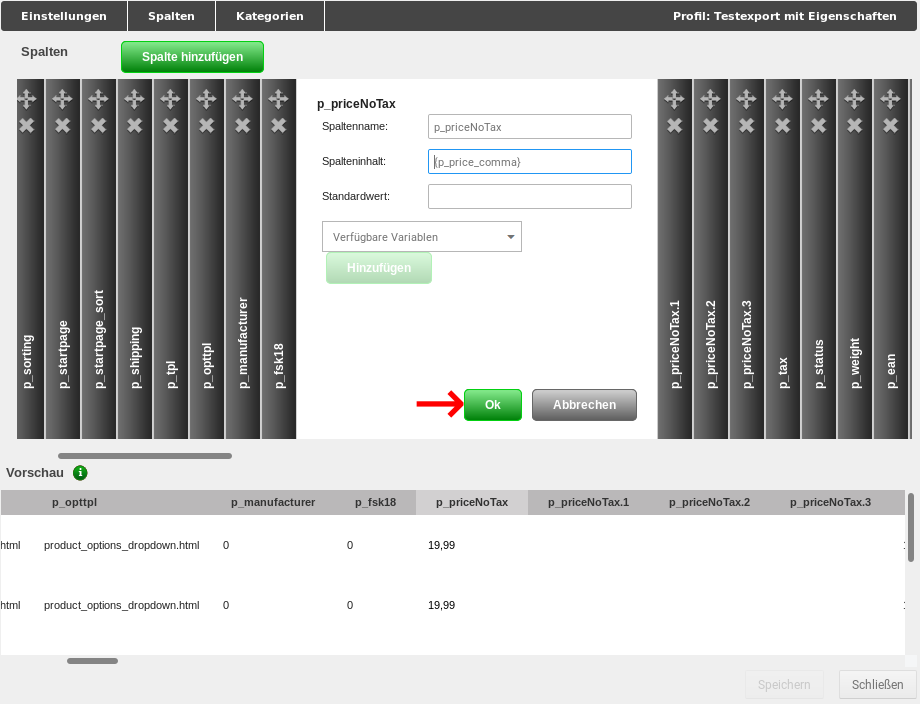 Einstellungen
Spalten
Kategorien
Profil: Testexport mit Eigenschaften
Spalten
Spalte hinzufügen
p_sorting
p_startpage
p_startpage_sort
p_shipping
p_tpl
p_opttpl
p_manufacturer
p_fsk18
p_priceNoTax
Spaltenname:
p_priceNoTax
Spalteninhalt:
{p_price_comma}
Standardwert:
Verfügbare Variablen
Hinzufügen
Ok
Abbrechen
p_priceNoTax.1
p_priceNoTax.2
p_priceNoTax.3
p_tax
p_status
p_weight
p_ean
Vorschau
p_opttpl p_manufacturer p_fsk18 p_priceNoTax p_priceNoTax.1 p_priceNoTax.2 p_priceNoTax.3
html product_options_dropdown.html 0 0 19,99
html product_options_dropdown.html 0 0 19,99
Speichern
Schließen